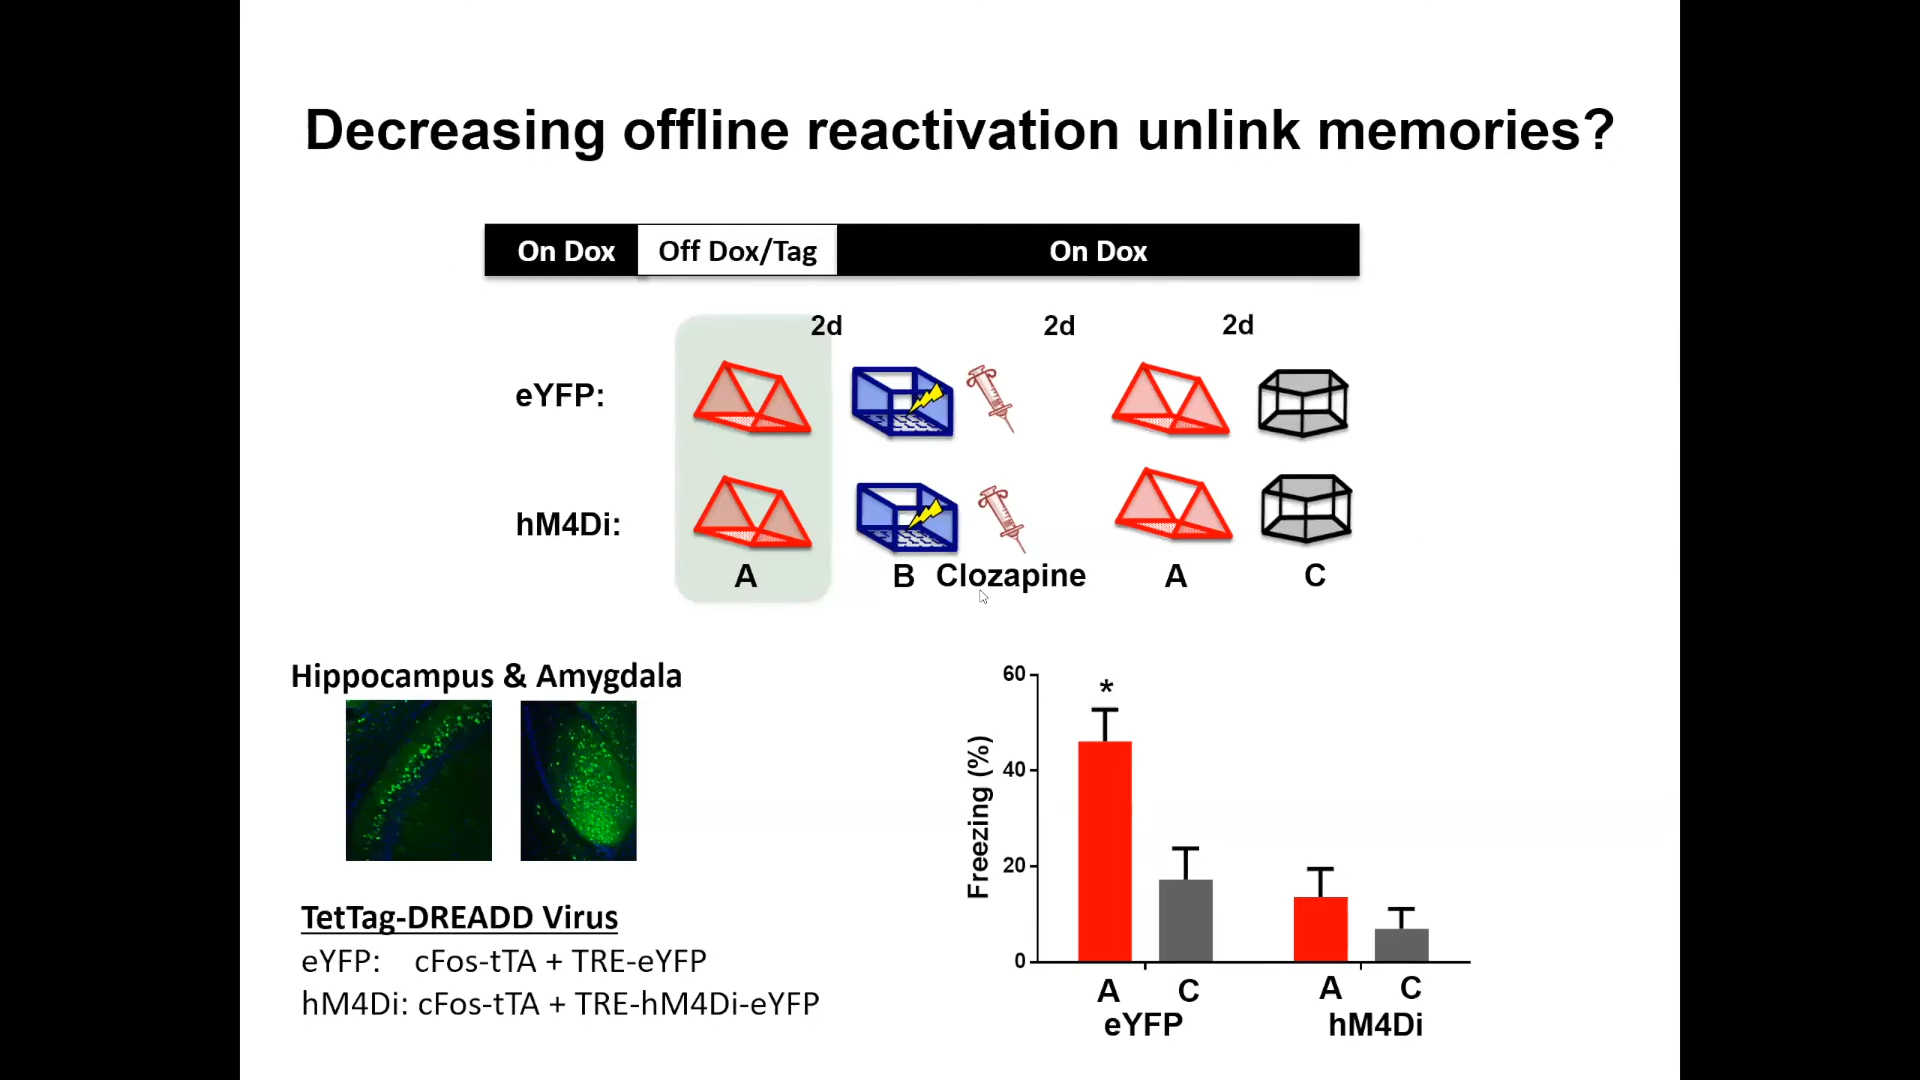 Decreasing offline reactivation unlink memories?
On Dox
Off Dox/Tag
On Dox
2d
2d
2d
eYFP:
hM4Di:
A
B
Clozapine
A
C
Hippocampus & Amygdala
TetTag-DREADD Virus
eYFP: cFos-tTA + TRE-eYFP
hM4Di: cFos-tTA + TRE-hM4Di-eYFP
Freezing (%)
60
40
20
0
*
A
C
A
C
eYFP
hM4Di